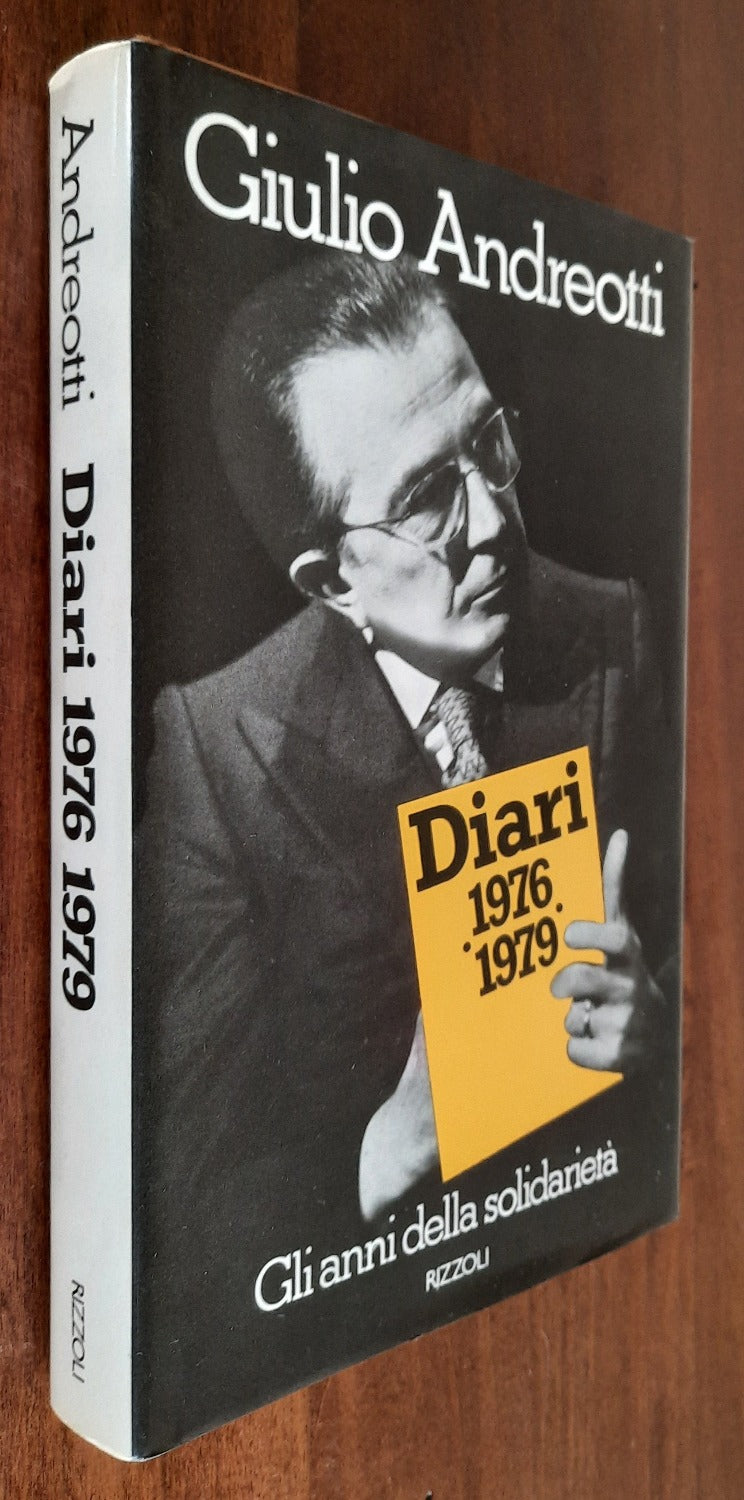 Giulio Andreotti
Diari
.1976.
.1979.
Gli anni della solidarietà
RIZZOLI
Andreotti Diari 1976 1979 RIZZOLI